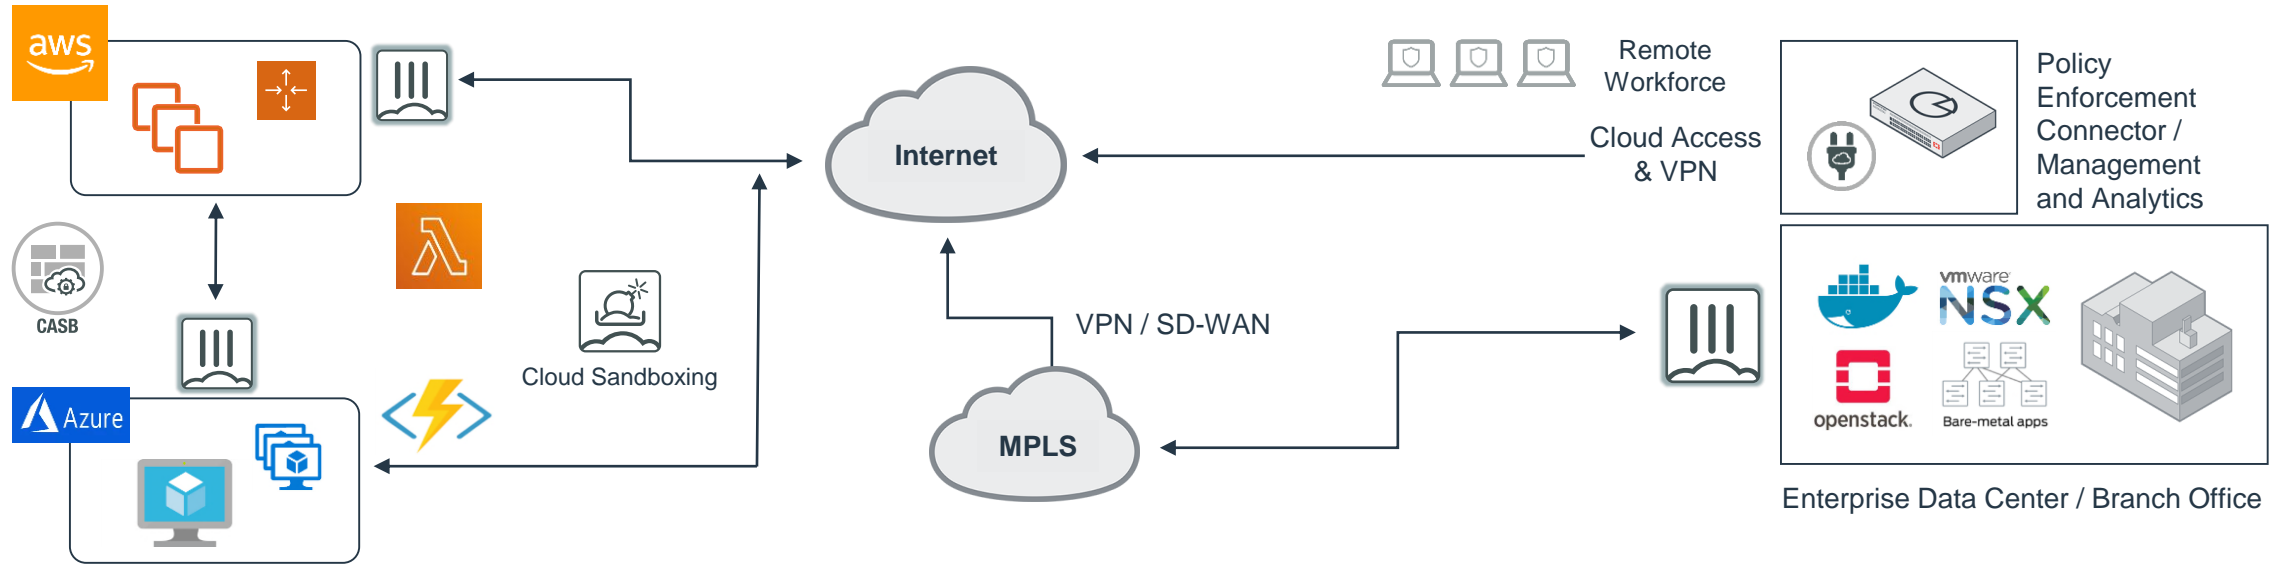 aws
CASB
Azure
Cloud Sandboxing
Internet
VPN / SD-WAN
MPLS
Remote
Workforce
Cloud Access
& VPN
Policy
Enforcement
Connector /
Management
and Analytics
vmware
NSX
openstack.
Bare-metal apps
Enterprise Data Center / Branch Office